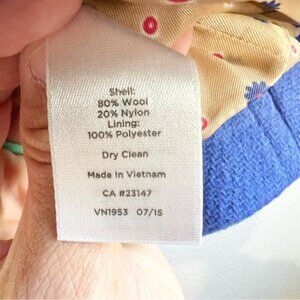 Shell:
80% Wool
20% Nylon
Lining:
100% Polyester
Dry Clean
Made in Vietnam
CA #23147
VN1953 07/15